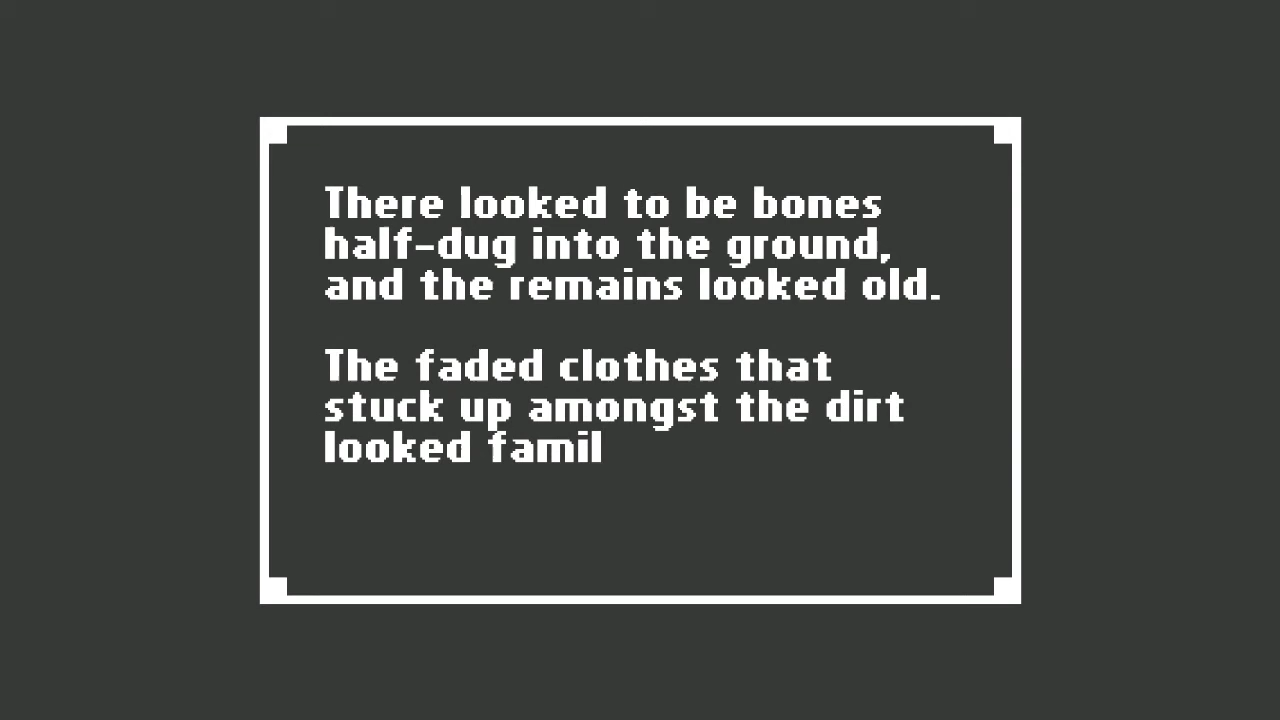 There looked to be bones
half-dug into the ground,
and the remains looked old.
The faded clothes that
stuck up amongst the dirt
looked famil